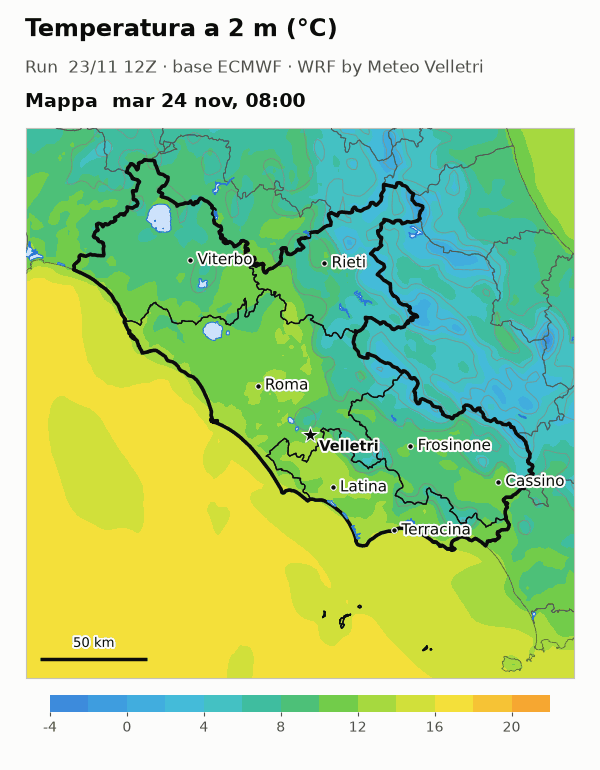 Temperatura a 2 m (°C)
Run  23/11 12Z · base ECMWF · WRF by Meteo Velletri
Mappa  mar 24 nov, 08:00
Viterbo
Rieti
Roma
Velletri
Frosinone
Cassino
Latina
Terracina
50 km
-4 0 4 8 12 16 20